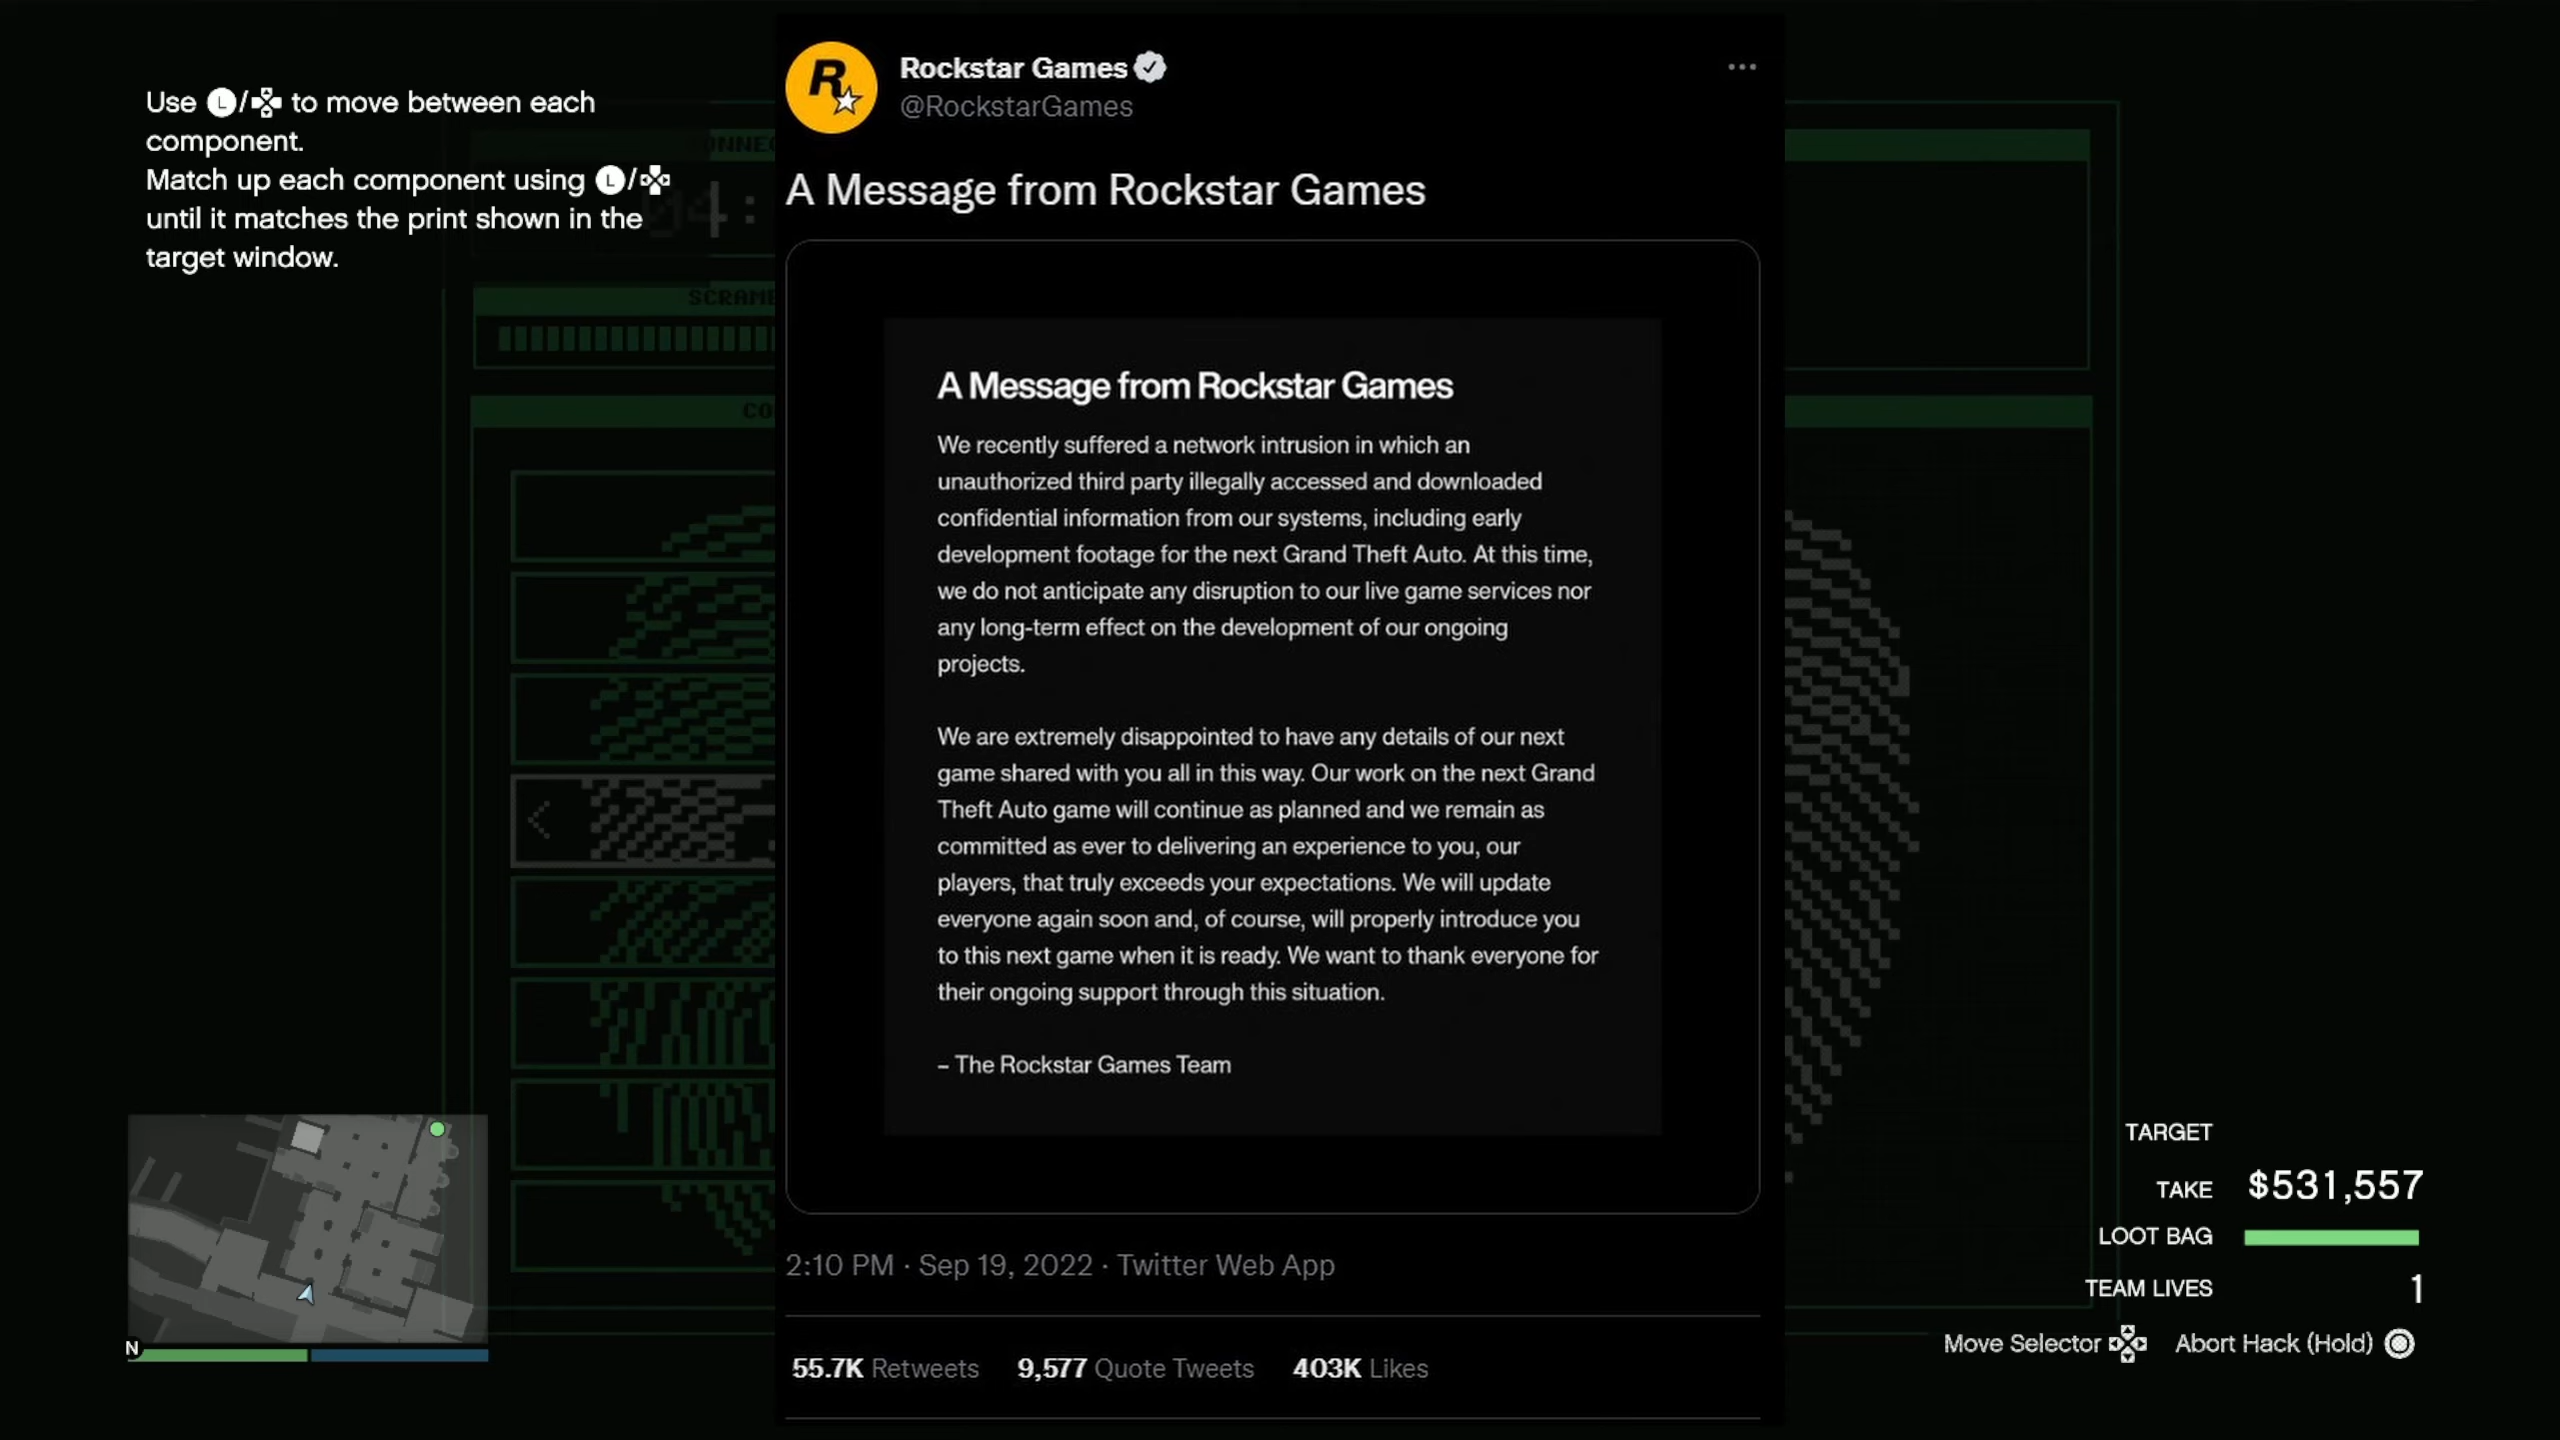 Use L/ to move between each
component.
Match up each component using L/
until it matches the print shown in the
target window.
SCRAMB
CO
Rockstar Games
@RockstarGames
A Message from Rockstar Games
A Message from Rockstar Games
We recently suffered a network intrusion in which an
unauthorized third party illegally accessed and downloaded
confidential information from our systems, including early
development footage for the next Grand Theft Auto. At this time,
we do not anticipate any disruption to our live game services nor
any long-term effect on the development of our ongoing
projects.
We are extremely disappointed to have any details of our next
game shared with you all in this way. Our work on the next Grand
Theft Auto game will continue as planned and we remain as
committed as ever to delivering an experience to you, our
players, that truly exceeds your expectations. We will update
everyone again soon and, of course, will properly introduce you
to this next game when it is ready. We want to thank everyone for
their ongoing support through this situation.
– The Rockstar Games Team
2:10 PM · Sep 19, 2022 · Twitter Web App
55.7K Retweets 9,577 Quote Tweets 403K Likes
N
TARGET
TAKE $531,557
LOOT BAG
TEAM LIVES 1
Move Selector Abort Hack (Hold)